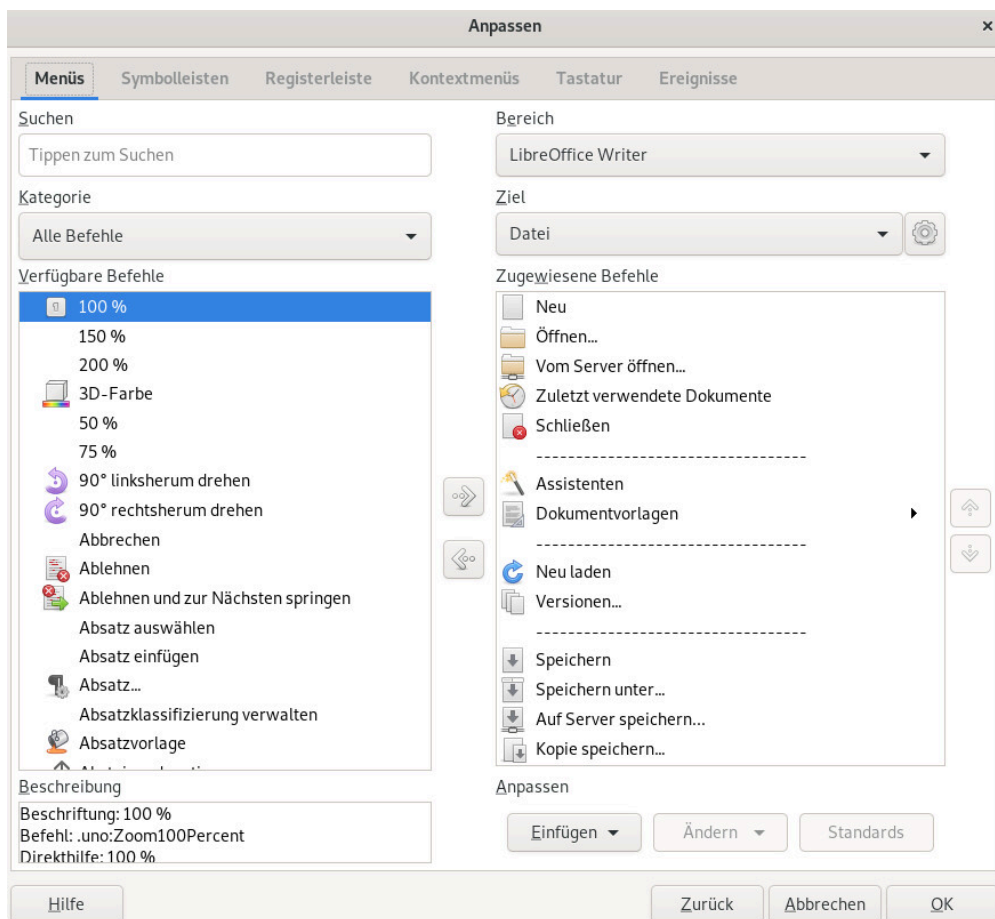 Anpassen
Menüs Symbolleisten Registerleiste Kontextmenüs Tastatur Ereignisse
Suchen
Tippen zum Suchen
Kategorie
Alle Befehle
Verfügbare Befehle
100 %
150 %
200 %
3D-Farbe
50 %
75 %
90° linksherum drehen
90° rechtsherum drehen
Abbrechen
Ablehnen
Ablehnen und zur Nächsten springen
Absatz auswählen
Absatz einfügen
Absatz...
Absatzklassifizierung verwalten
Absatzvorlage
Beschreibung
Beschriftung: 100 %
Befehl: .uno:Zoom100Percent
Direkthilfe: 100 %
Bereich
LibreOffice Writer
Ziel
Datei
Zugewiesene Befehle
Neu
Öffnen...
Vom Server öffnen...
Zuletzt verwendete Dokumente
Schließen
----------------------------------
Assistenten
Dokumentvorlagen
----------------------------------
Neu laden
Versionen...
----------------------------------
Speichern
Speichern unter...
Auf Server speichern...
Kopie speichern...
Anpassen
Einfügen Ändern Standards
Hilfe Zurück Abbrechen OK